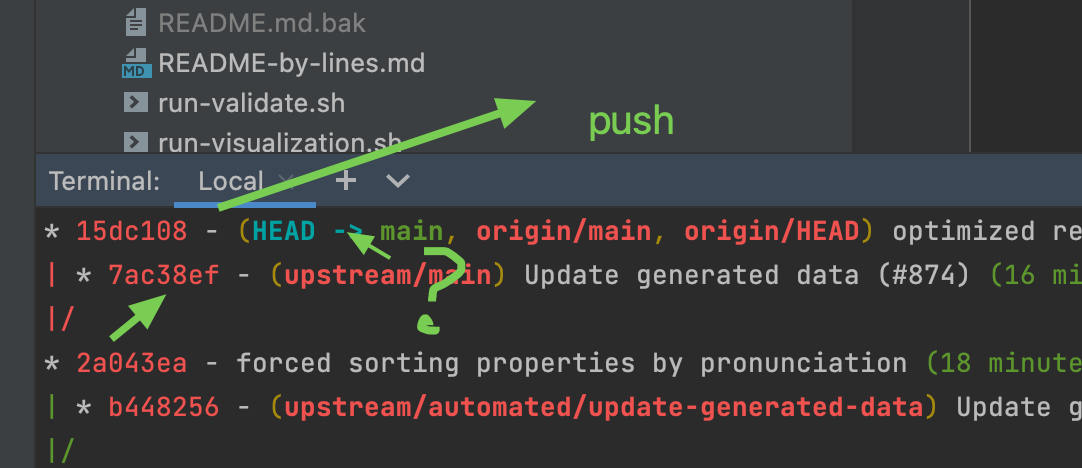 README.md.bak
MD README-by-lines.md
run-validate.sh
run-visualization.sh
push
Terminal: Local × + 
* 15dc108 - (HEAD -> main, origin/main, origin/HEAD) optimized re
| * 7ac38ef - (upstream/main) Update generated data (#874) (16 mi
?
|/
* 2a043ea - forced sorting properties by pronunciation (18 minute
| * b448256 - (upstream/automated/update-generated-data) Update g
|/